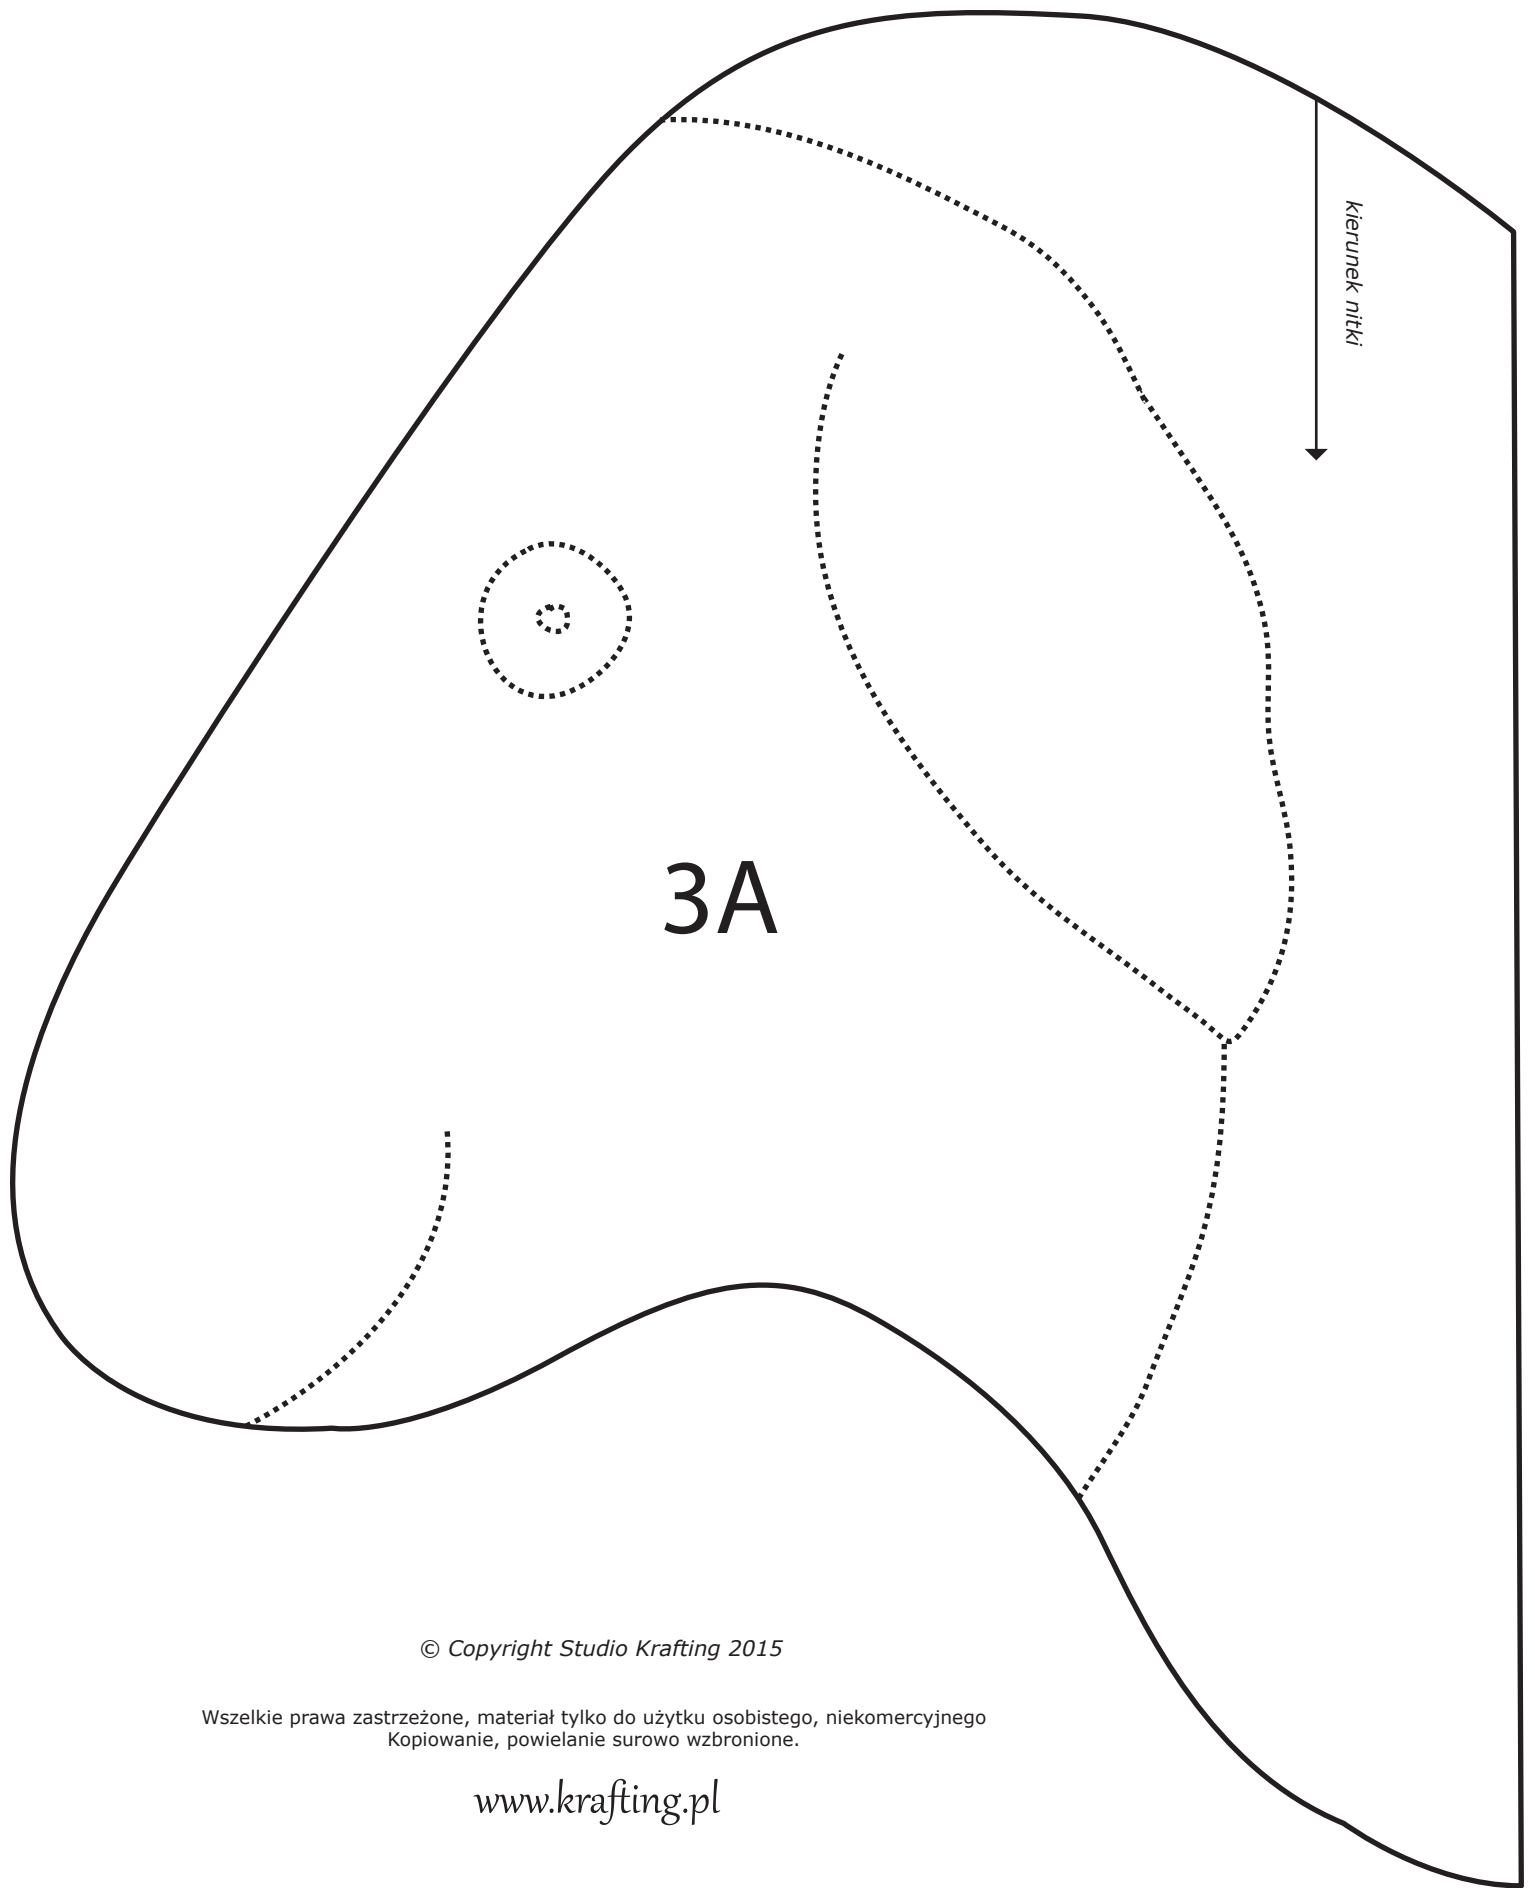 kierunek nitki
3A
© Copyright Studio Krafting 2015
Wszelkie prawa zastrzeżone, materiał tylko do użytku osobistego, niekomercyjnego
Kopiowanie, powielanie surowo wzbronione.
www.krafting.pl